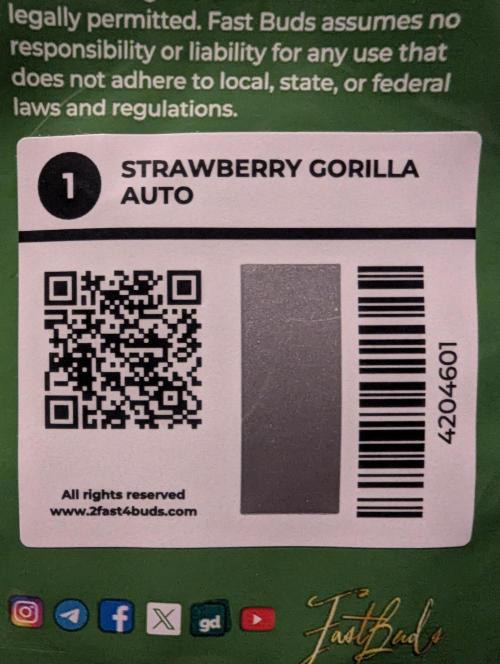 legally permitted. Fast Buds assumes no
responsibility or liability for any use that
does not adhere to local, state, or federal
laws and regulations.
1
STRAWBERRY GORILLA
AUTO
4204601
All rights reserved
www.2fast4buds.com
gd
FastBuds